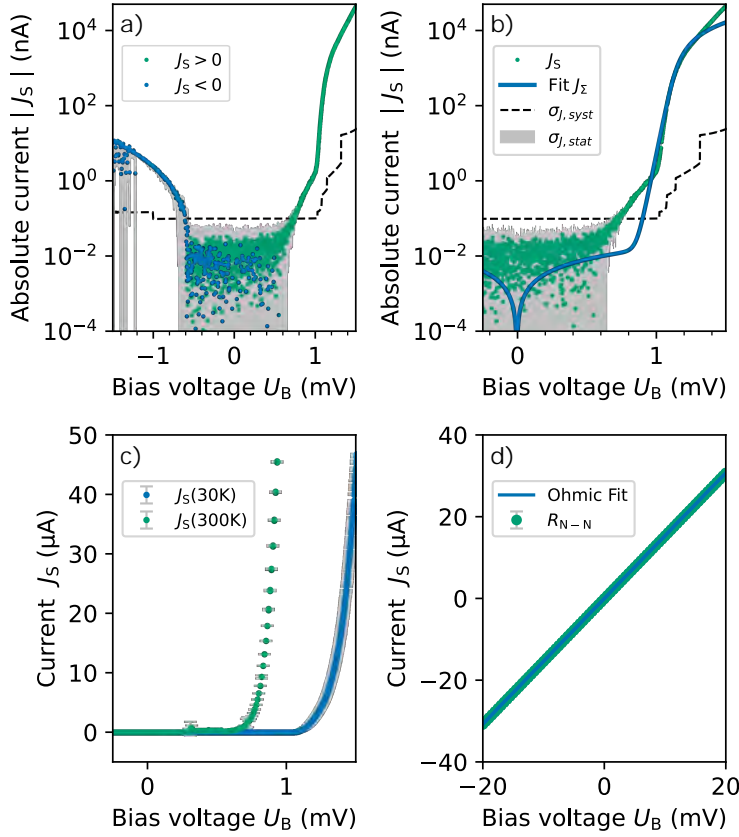 a)
Absolute current | J_S | (nA)
10^4
10^2
10^0
10^−2
10^−4
J_S > 0
J_S < 0
−1
0
1
Bias voltage U_B (mV)
b)
Absolute current | J_S | (nA)
10^4
10^2
10^0
10^−2
10^−4
J_S
Fit J_Σ
σ_J, syst
σ_J, stat
0
1
Bias voltage U_B (mV)
c)
Current J_S (μA)
50
40
30
20
10
0
J_S(30K)
J_S(300K)
0
1
Bias voltage U_B (mV)
d)
Current J_S (μA)
40
20
0
−20
−40
Ohmic Fit
R_N−N
−20
0
20
Bias voltage U_B (mV)